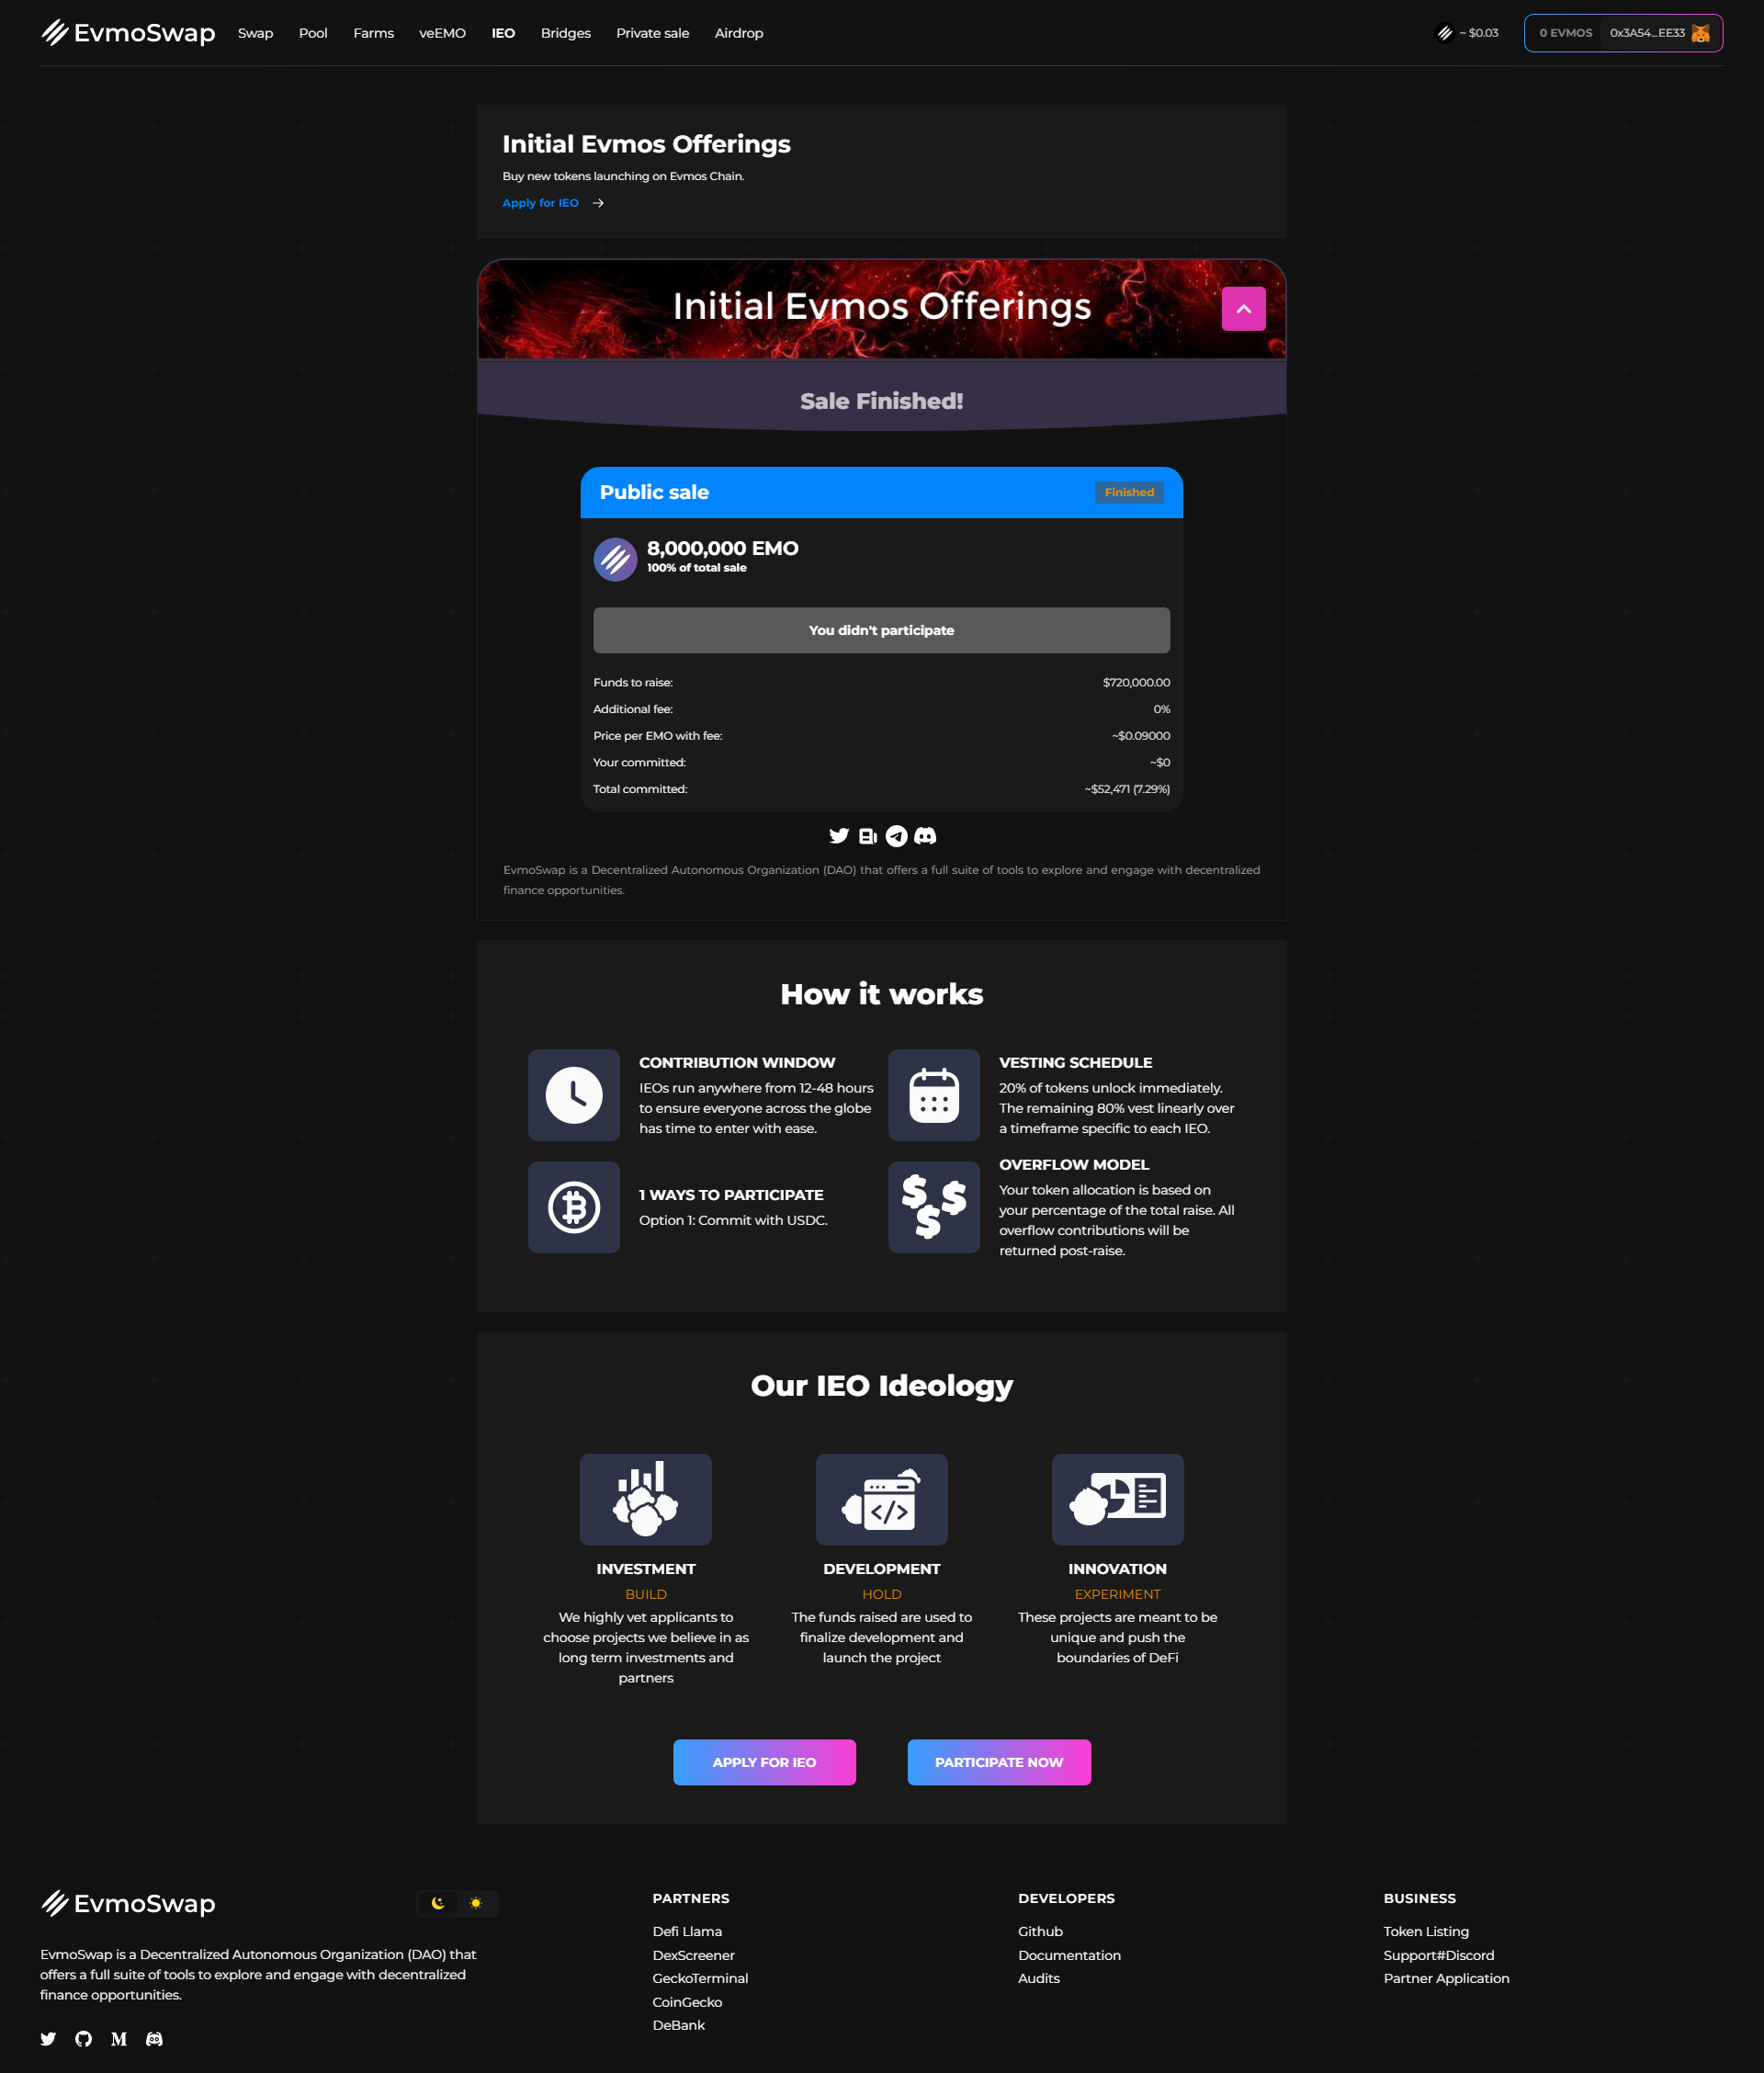 EvmoSwap Swap Pool Farms veEMO IEO Bridges Private sale Airdrop ~ $0.03 0 EVMOS 0x3A54...EE33
Initial Evmos Offerings
Buy new tokens launching on Evmos Chain.
Apply for IEO
Initial Evmos Offerings
Sale Finished!
Public sale Finished
8,000,000 EMO
100% of total sale
You didn't participate
Funds to raise: $720,000.00
Additional fee: 0%
Price per EMO with fee: ~$0.09000
Your committed: ~$0
Total committed: ~$52,471 (7.29%)
EvmoSwap is a Decentralized Autonomous Organization (DAO) that offers a full suite of tools to explore and engage with decentralized
finance opportunities.
How it works
CONTRIBUTION WINDOW
IEOs run anywhere from 12-48 hours
to ensure everyone across the globe
has time to enter with ease.
VESTING SCHEDULE
20% of tokens unlock immediately.
The remaining 80% vest linearly over
a timeframe specific to each IEO.
1 WAYS TO PARTICIPATE
Option 1: Commit with USDC.
OVERFLOW MODEL
Your token allocation is based on
your percentage of the total raise. All
overflow contributions will be
returned post-raise.
Our IEO Ideology
INVESTMENT
BUILD
We highly vet applicants to
choose projects we believe in as
long term investments and
partners
DEVELOPMENT
HOLD
The funds raised are used to
finalize development and
launch the project
INNOVATION
EXPERIMENT
These projects are meant to be
unique and push the
boundaries of DeFi
APPLY FOR IEO
PARTICIPATE NOW
EvmoSwap
EvmoSwap is a Decentralized Autonomous Organization (DAO) that
offers a full suite of tools to explore and engage with decentralized
finance opportunities.
PARTNERS
Defi Llama
DexScreener
GeckoTerminal
CoinGecko
DeBank
DEVELOPERS
Github
Documentation
Audits
BUSINESS
Token Listing
Support#Discord
Partner Application